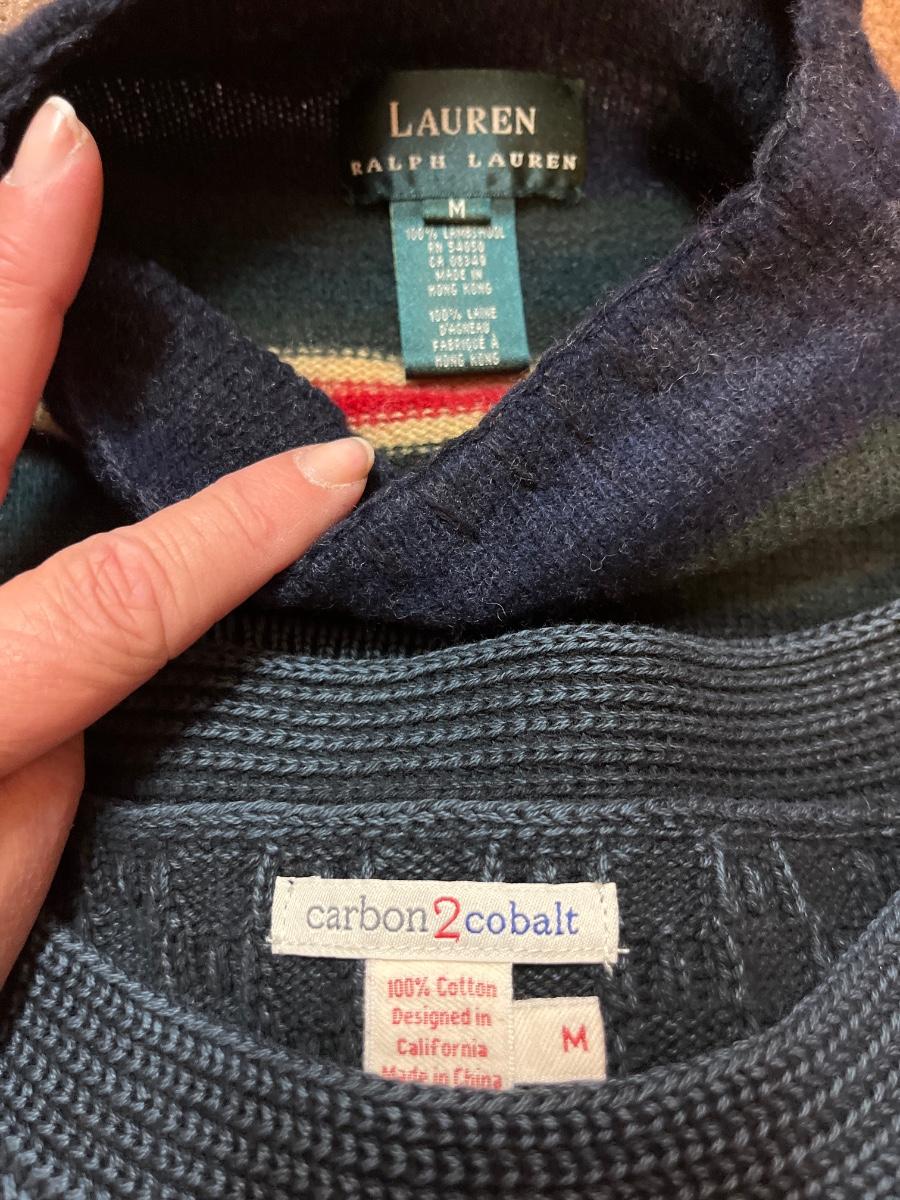 LAUREN
RALPH LAUREN
M
100% LAMBSWOOL
RN 54050
CA 08349
MADE IN
HONG KONG
100% LAINE
D'AGNEAU
FABRIQUÉ À
HONG KONG
carbon2cobalt
100% Cotton
Designed in
California
Made in China
M